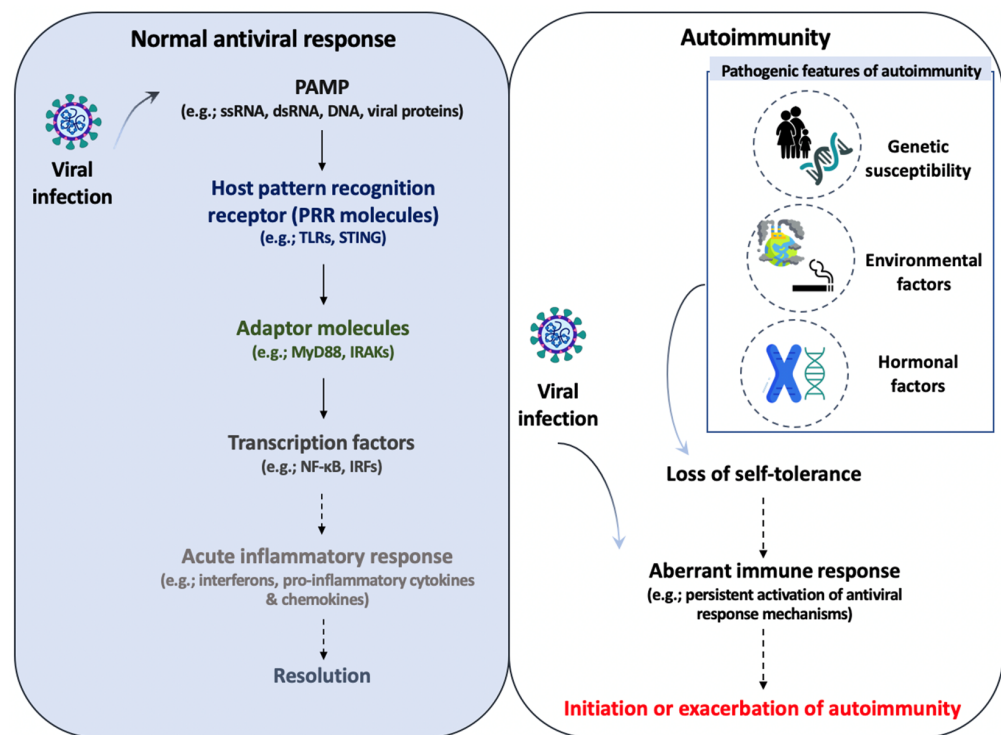 Normal antiviral response
PAMP
(e.g.; ssRNA, dsRNA, DNA, viral proteins)
Viral
infection
Host pattern recognition
receptor (PRR molecules)
(e.g.; TLRs, STING)
Adaptor molecules
(e.g.; MyD88, IRAKs)
Transcription factors
(e.g.; NF-κB, IRFs)
Acute inflammatory response
(e.g.; interferons, pro-inflammatory cytokines
& chemokines)
Resolution
Autoimmunity
Pathogenic features of autoimmunity
Genetic
susceptibility
Environmental
factors
Hormonal
factors
Viral
infection
Loss of self-tolerance
Aberrant immune response
(e.g.; persistent activation of antiviral
response mechanisms)
Initiation or exacerbation of autoimmunity